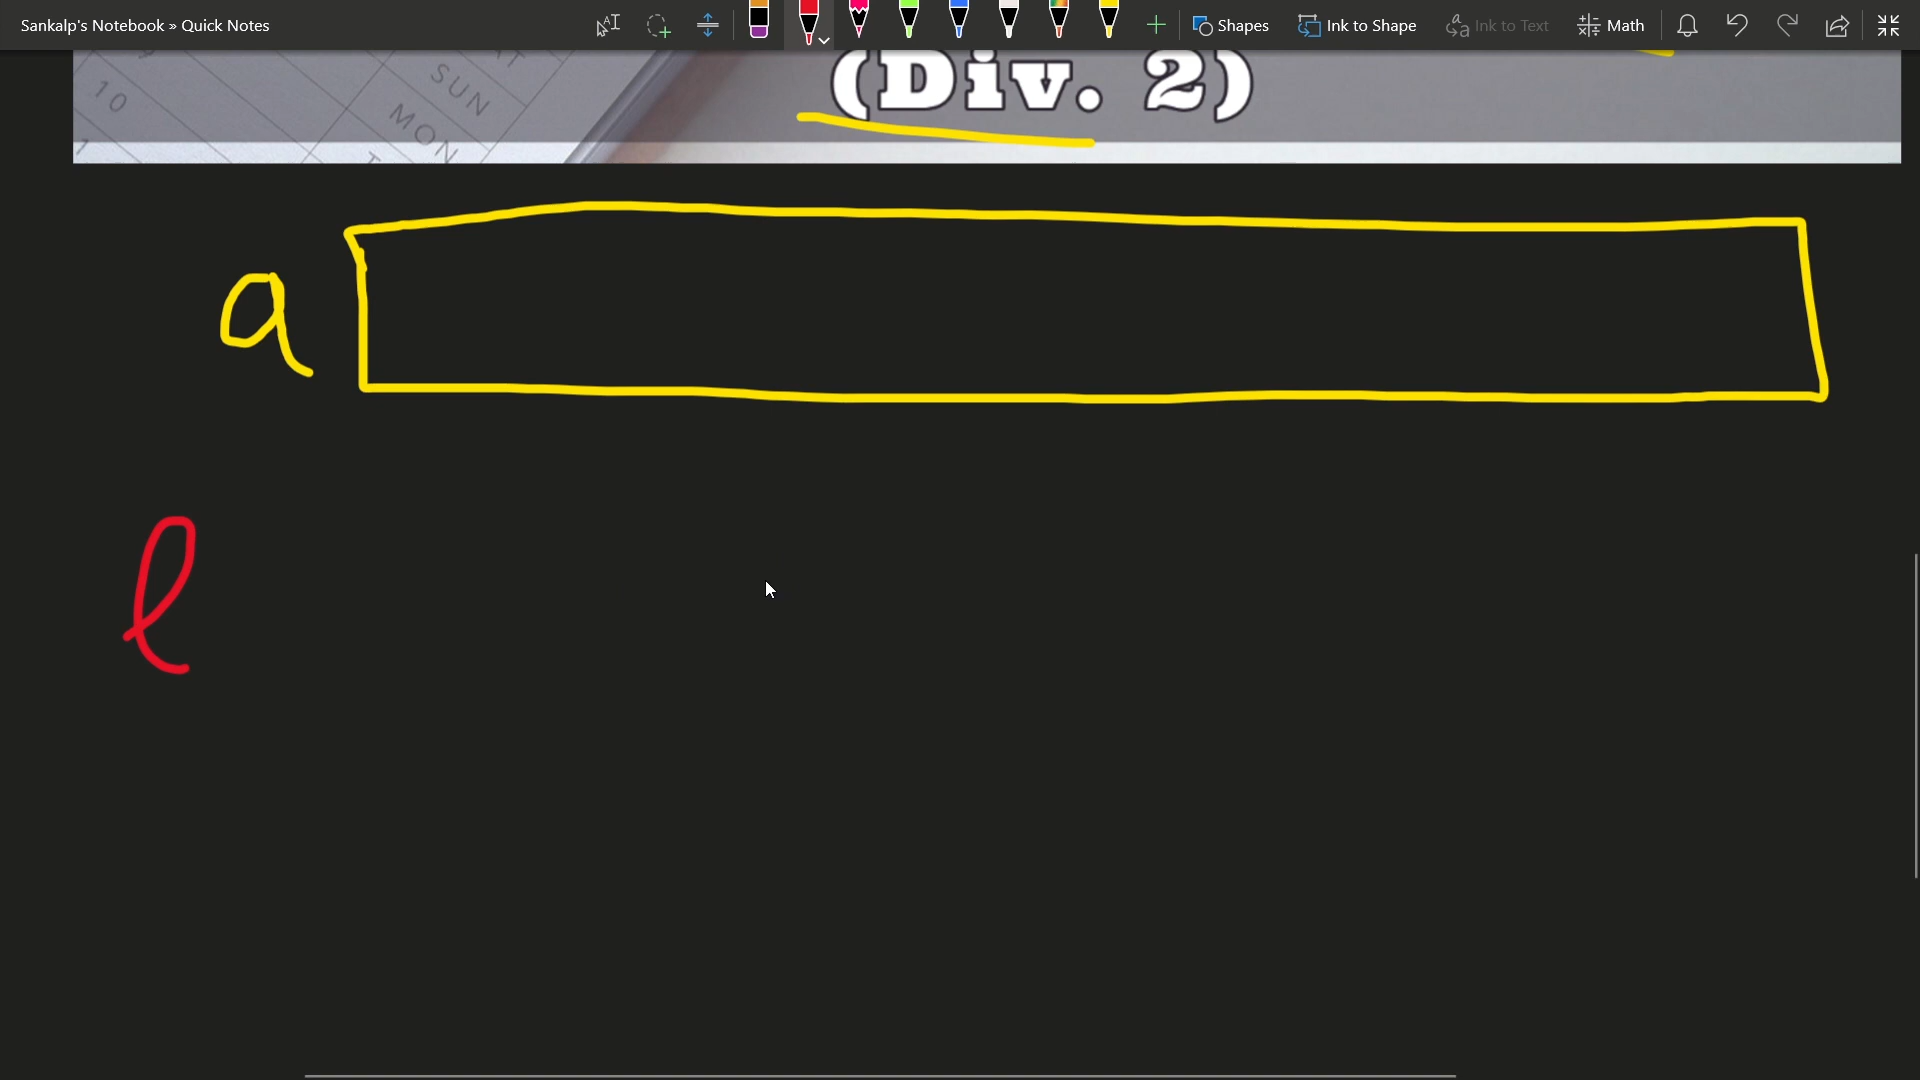 Sankalp's Notebook » Quick Notes
Shapes
Ink to Shape
Ink to Text
Math
(Div. 2)
10
SUN
MON
a
l